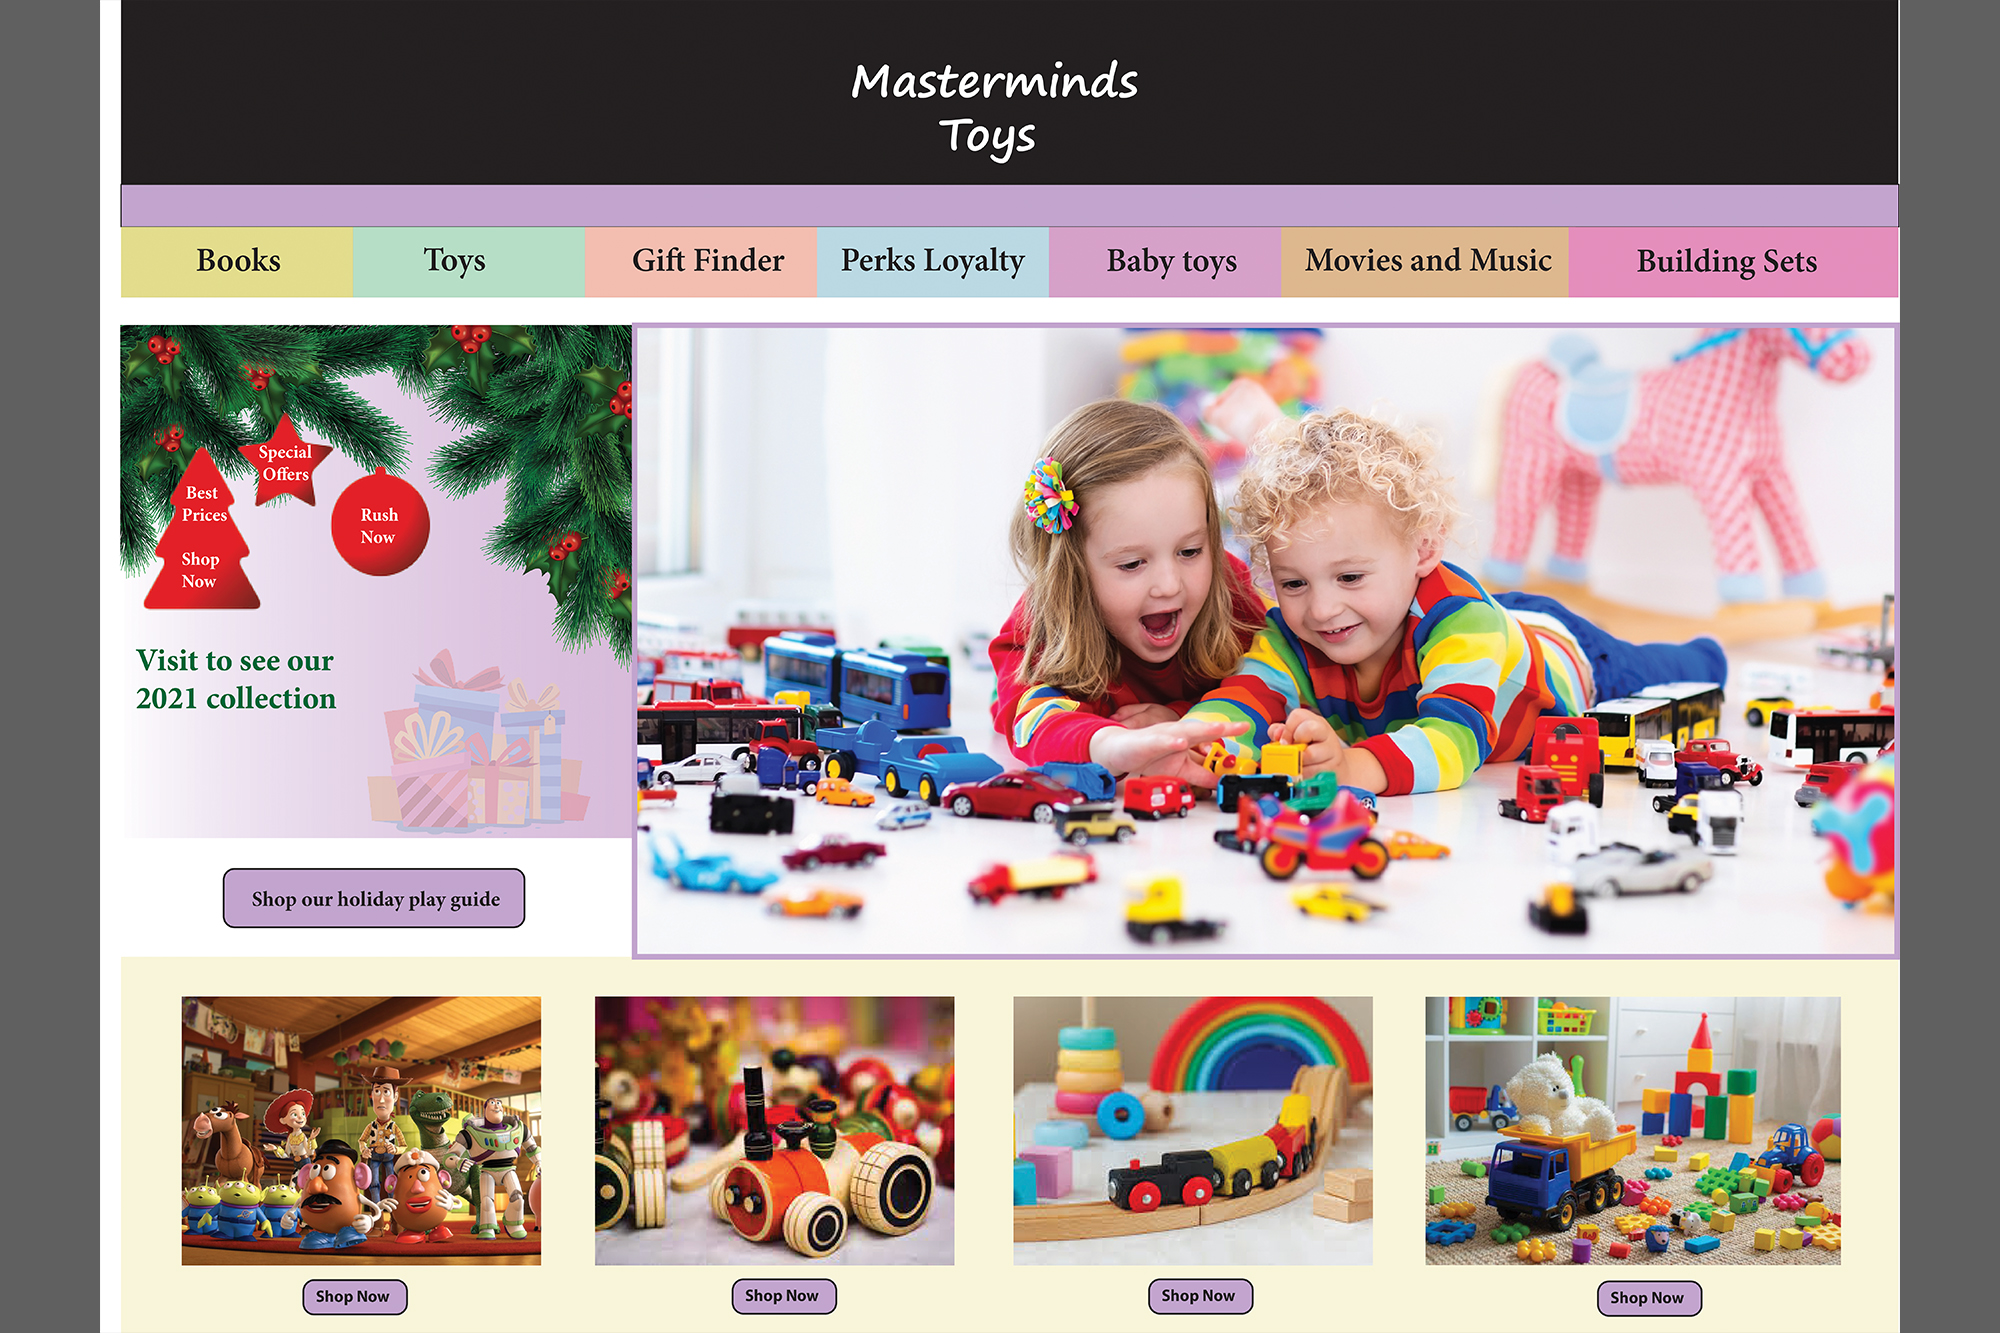 Masterminds
Toys
Books
Toys
Gift Finder
Perks Loyalty
Baby toys
Movies and Music
Building Sets
Special
Offers
Best
Prices
Shop
Now
Rush
Now
Visit to see our
2021 collection
Shop our holiday play guide
Shop Now
Shop Now
Shop Now
Shop Now